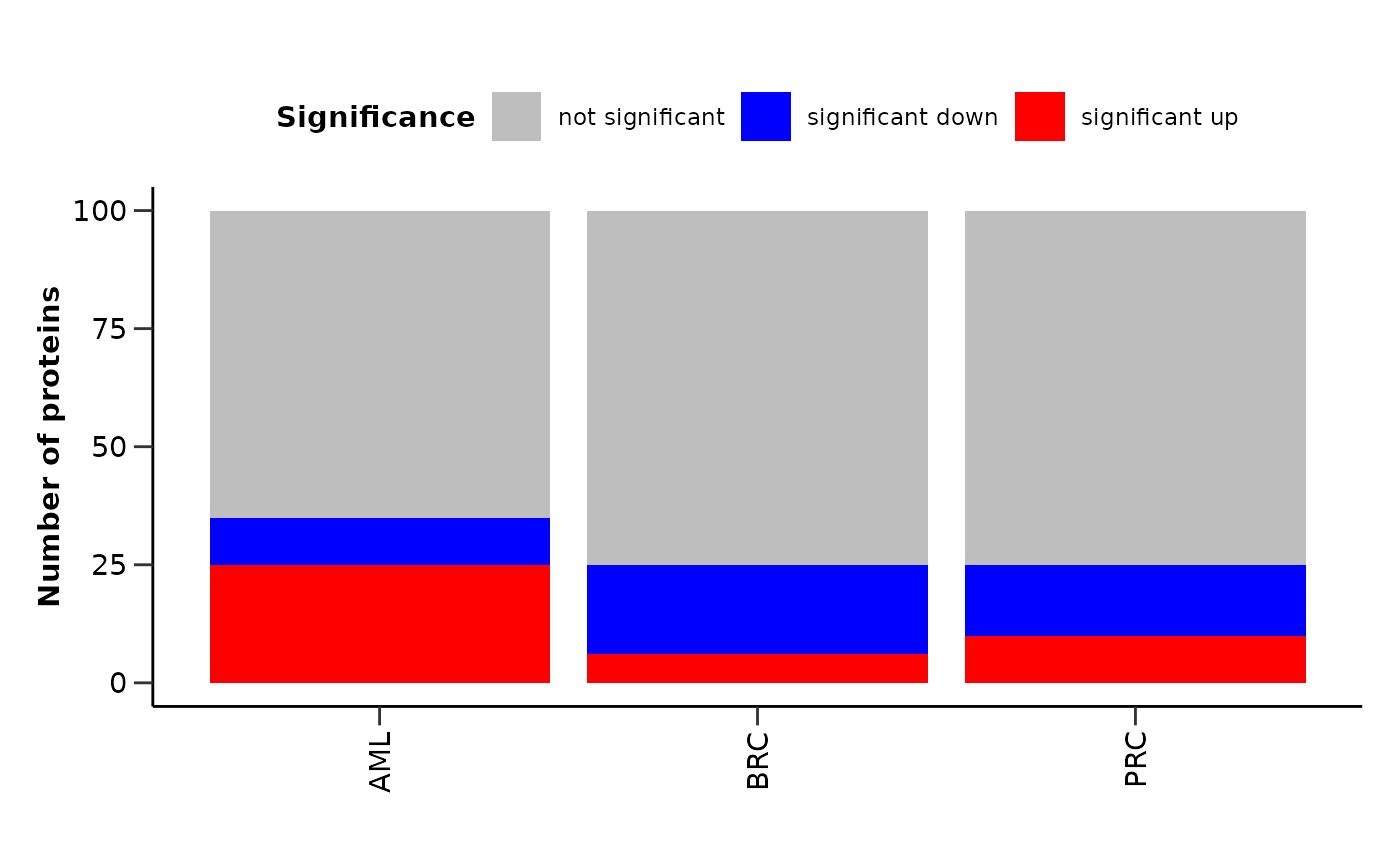 Significance not significant significant down significant up
Number of proteins
100
75
50
25
0
AML
BRC
PRC